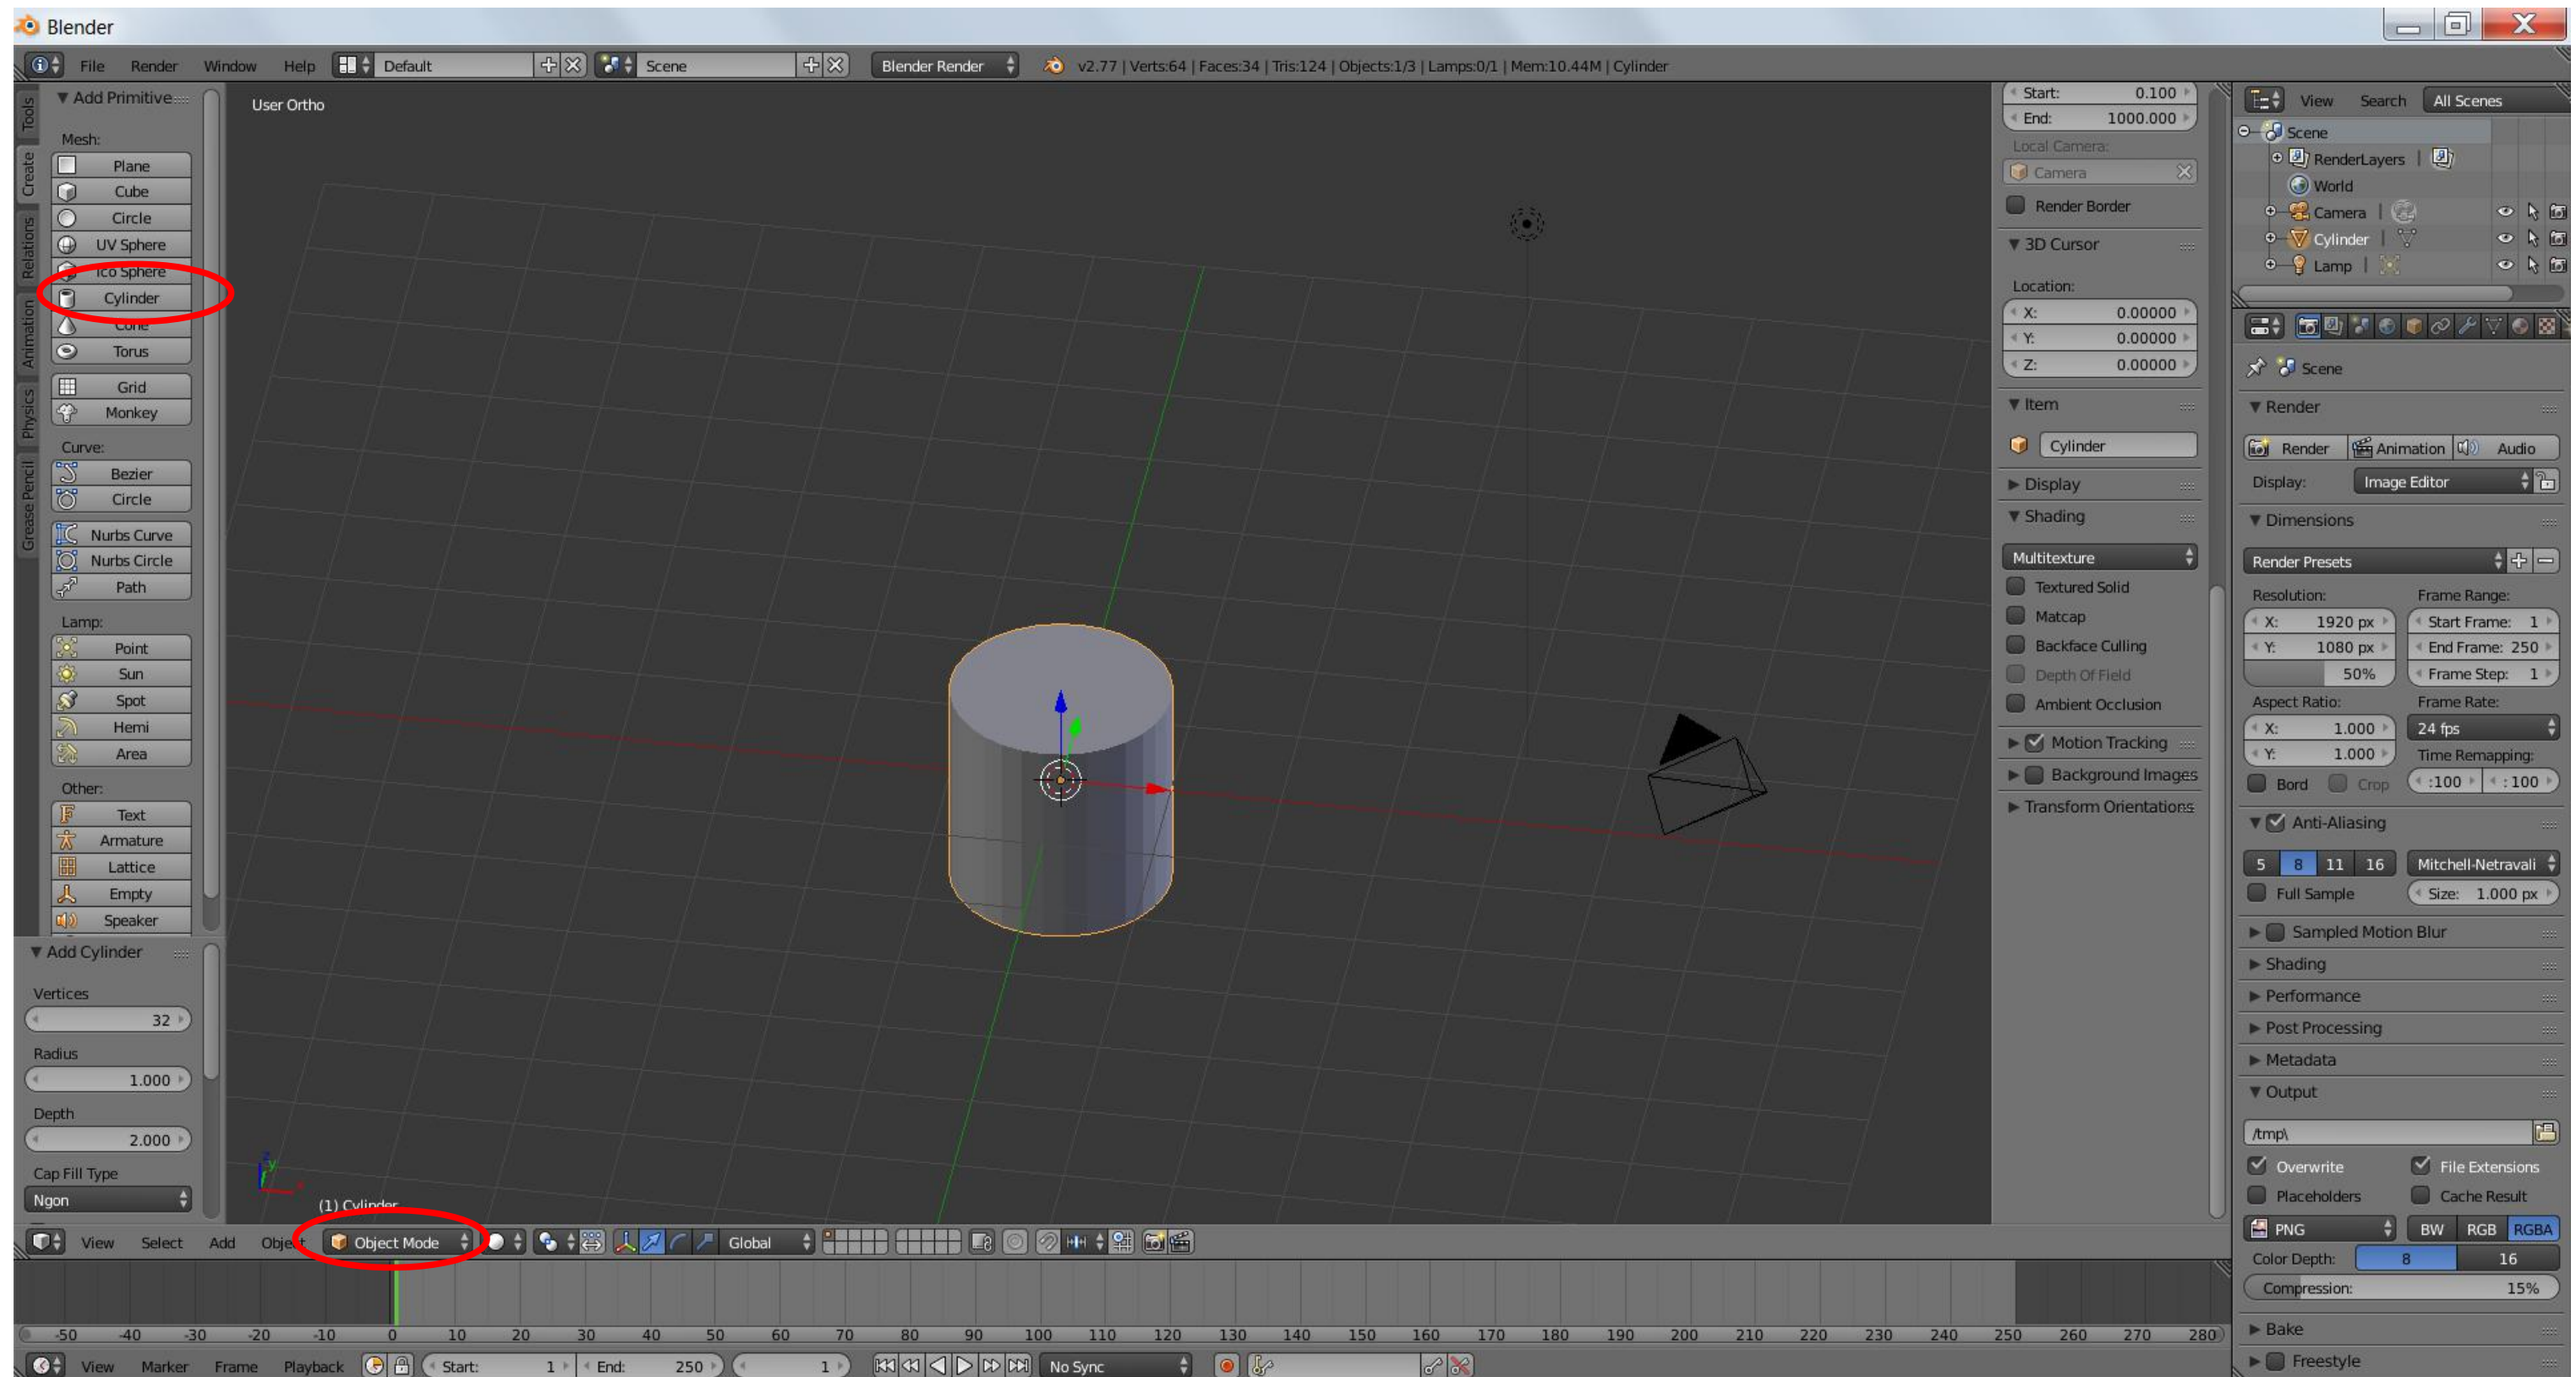 Blender
File Render Window Help Default Scene Blender Render v2.77 | Verts:64 | Faces:34 | Tris:124 | Objects:1/3 | Lamps:0/1 | Mem:10.44M | Cylinder
Tools
Create
Relations
Animation
Physics
Grease Pencil
Add Primitive
Mesh:
Plane
Cube
Circle
UV Sphere
Ico Sphere
Cylinder
Cone
Torus
Grid
Monkey
Curve:
Bezier
Circle
Nurbs Curve
Nurbs Circle
Path
Lamp:
Point
Sun
Spot
Hemi
Area
Other:
Text
Armature
Lattice
Empty
Speaker
Add Cylinder
Vertices
32
Radius
1.000
Depth
2.000
Cap Fill Type
Ngon
User Ortho
z
y
x
(1) Cylinder
Start: 0.100
End: 1000.000
Local Camera:
Camera
Render Border
3D Cursor
Location:
X: 0.00000
Y: 0.00000
Z: 0.00000
Item
Cylinder
Display
Shading
Multitexture
Textured Solid
Matcap
Backface Culling
Depth Of Field
Ambient Occlusion
Motion Tracking
Background Images
Transform Orientations
View Search All Scenes
Scene
RenderLayers |
World
Camera |
Cylinder |
Lamp |
Scene
Render
Render Animation Audio
Display: Image Editor
Dimensions
Render Presets
Resolution: Frame Range:
X: 1920 px Start Frame: 1
Y: 1080 px End Frame: 250
50% Frame Step: 1
Aspect Ratio: Frame Rate:
X: 1.000 24 fps
Y: 1.000 Time Remapping:
Bord Crop :100 :100
Anti-Aliasing
5 8 11 16 Mitchell-Netravali
Full Sample Size: 1.000 px
Sampled Motion Blur
Shading
Performance
Post Processing
Metadata
Output
/tmp\
Overwrite File Extensions
Placeholders Cache Result
PNG BW RGB RGBA
Color Depth: 8 16
Compression: 15%
Bake
Freestyle
View Select Add Object Object Mode Global
-50 -40 -30 -20 -10 0 10 20 30 40 50 60 70 80 90 100 110 120 130 140 150 160 170 180 190 200 210 220 230 240 250 260 270 280
View Marker Frame Playback Start: 1 End: 250 1 No Sync